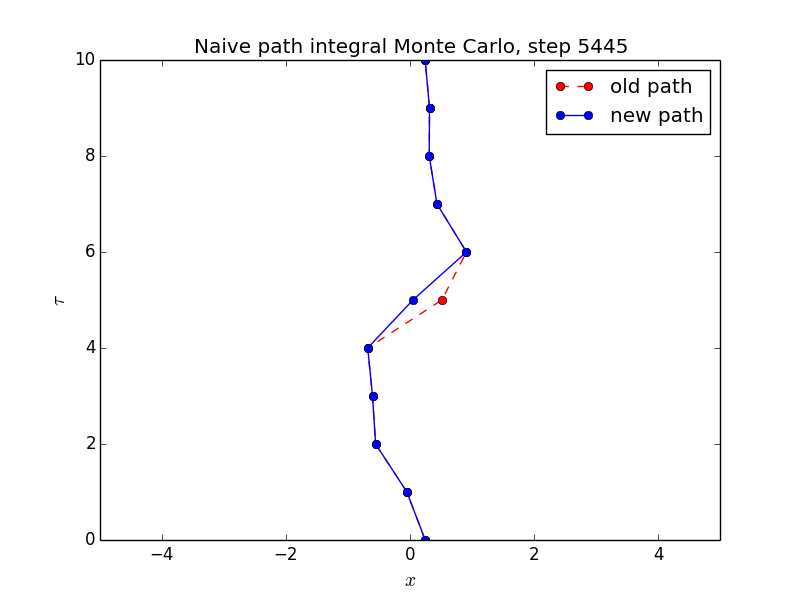 Naive path integral Monte Carlo, step 5445
old path
new path
10
8
6
4
2
0
τ
−4 −2 0 2 4
x